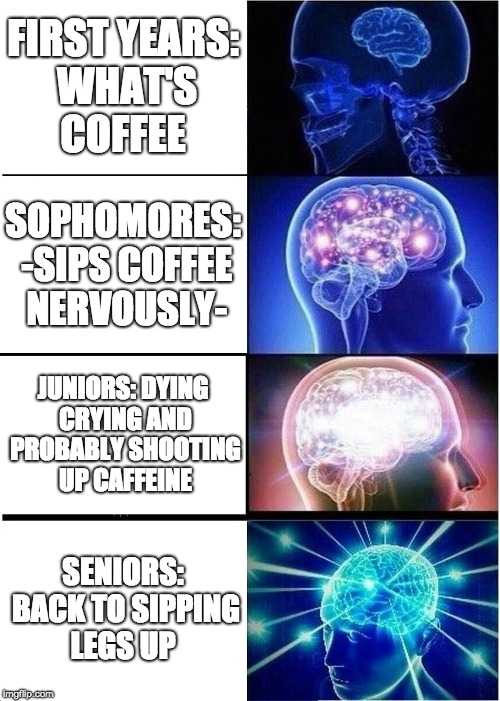 FIRST YEARS:
WHAT'S
COFFEE
SOPHOMORES:
-SIPS COFFEE
NERVOUSLY-
JUNIORS: DYING
CRYING AND
PROBABLY SHOOTING
UP CAFFEINE
SENIORS:
BACK TO SIPPING
LEGS UP
imgflip.com